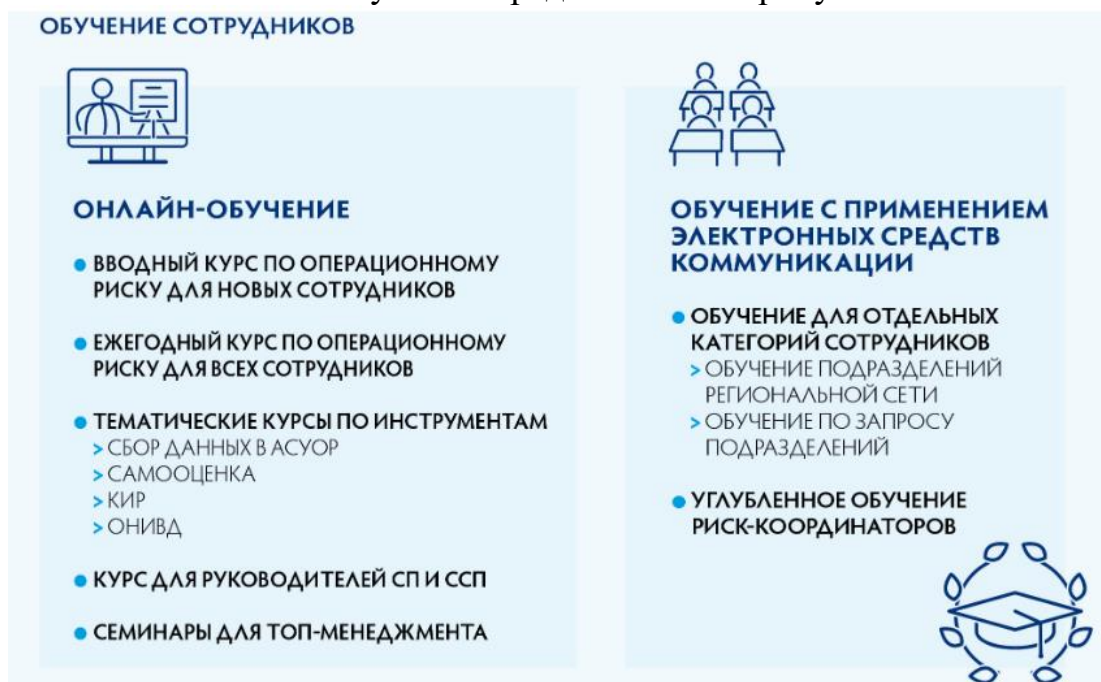 ОБУЧЕНИЕ СОТРУДНИКОВ
ОНЛАЙН-ОБУЧЕНИЕ
● ВВОДНЫЙ КУРС ПО ОПЕРАЦИОННОМУ
РИСКУ ДЛЯ НОВЫХ СОТРУДНИКОВ
● ЕЖЕГОДНЫЙ КУРС ПО ОПЕРАЦИОННОМУ
РИСКУ ДЛЯ ВСЕХ СОТРУДНИКОВ
● ТЕМАТИЧЕСКИЕ КУРСЫ ПО ИНСТРУМЕНТАМ
> СБОР ДАННЫХ В АСУОР
> САМООЦЕНКА
> КИР
> ОНИВД
● КУРС ДЛЯ РУКОВОДИТЕЛЕЙ СП И ССП
● СЕМИНАРЫ ДЛЯ ТОП-МЕНЕДЖМЕНТА
ОБУЧЕНИЕ С ПРИМЕНЕНИЕМ
ЭЛЕКТРОННЫХ СРЕДСТВ
КОММУНИКАЦИИ
● ОБУЧЕНИЕ ДЛЯ ОТДЕЛЬНЫХ
КАТЕГОРИЙ СОТРУДНИКОВ
> ОБУЧЕНИЕ ПОДРАЗДЕЛЕНИЙ
РЕГИОНАЛЬНОЙ СЕТИ
> ОБУЧЕНИЕ ПО ЗАПРОСУ
ПОДРАЗДЕЛЕНИЙ
● УГЛУБЛЕННОЕ ОБУЧЕНИЕ
РИСК-КООРДИНАТОРОВ